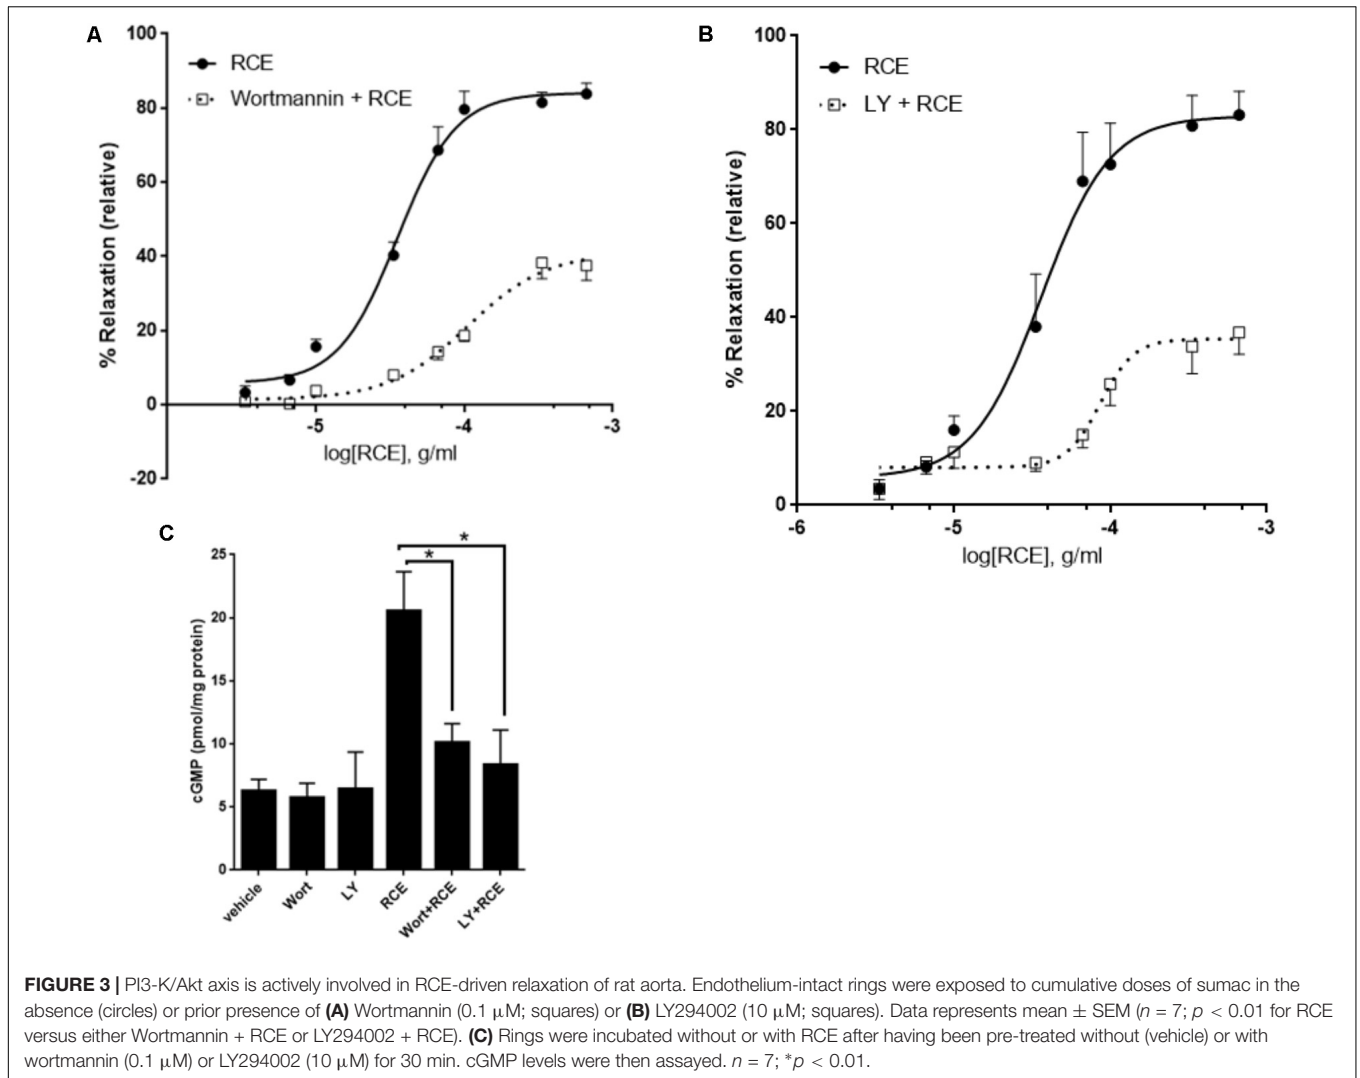 A
100
80
60
40
20
0
-20
% Relaxation (relative)
RCE
Wortmannin + RCE
-5
-4
-3
log[RCE], g/ml
B
100
80
60
40
20
0
% Relaxation (relative)
RCE
LY + RCE
-6
-5
-4
-3
log[RCE], g/ml
C
25
20
15
10
5
0
cGMP (pmol/mg protein)
*
*
vehicle
Wort
LY
RCE
Wort+RCE
LY+RCE
FIGURE 3 | PI3-K/Akt axis is actively involved in RCE-driven relaxation of rat aorta. Endothelium-intact rings were exposed to cumulative doses of sumac in the
absence (circles) or prior presence of (A) Wortmannin (0.1 μM; squares) or (B) LY294002 (10 μM; squares). Data represents mean ± SEM (n = 7; p < 0.01 for RCE
versus either Wortmannin + RCE or LY294002 + RCE). (C) Rings were incubated without or with RCE after having been pre-treated without (vehicle) or with
wortmannin (0.1 μM) or LY294002 (10 μM) for 30 min. cGMP levels were then assayed. n = 7; *p < 0.01.